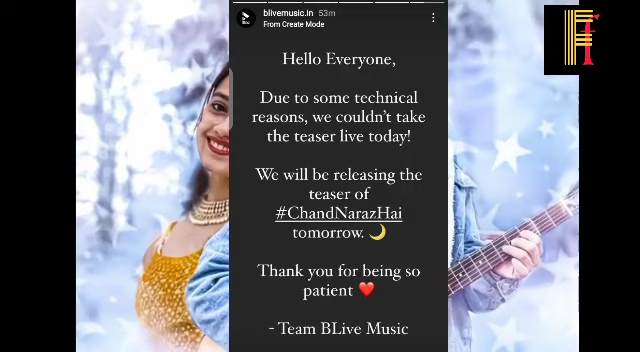 blivemusic.in 53m
From Create Mode
Hello Everyone,
Due to some technical
reasons, we couldn't take
the teaser live today!
We will be releasing the
teaser of
#ChandNarazHai
tomorrow. 🌙
Thank you for being so
patient ❤️
- Team BLive Music